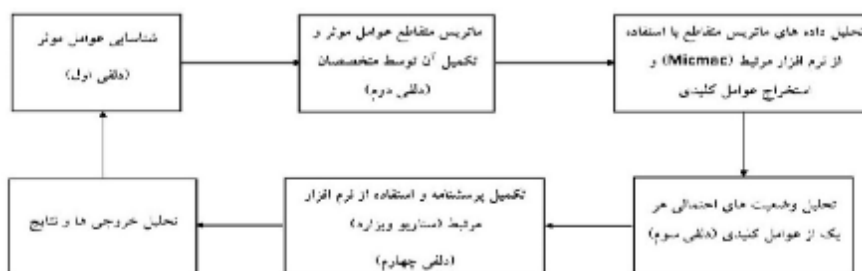 شناسایی عوامل موثر
(دلفی اول)
ماتریس متقاطع عوامل موثر و
تکمیل آن توسط متخصصان
(دلفی دوم)
تحلیل داده های ماتریس متقاطع با استفاده
از نرم افزار مرتبط (Micmac) و
استخراج عوامل کلیدی
تحلیل وضعیت های احتمالی هر
یک از عوامل کلیدی (دلفی سوم)
تکمیل پرسشنامه و استفاده از نرم افزار
مرتبط (سناریو ویزارد)
(دلفی چهارم)
تحلیل خروجی ها و نتایج